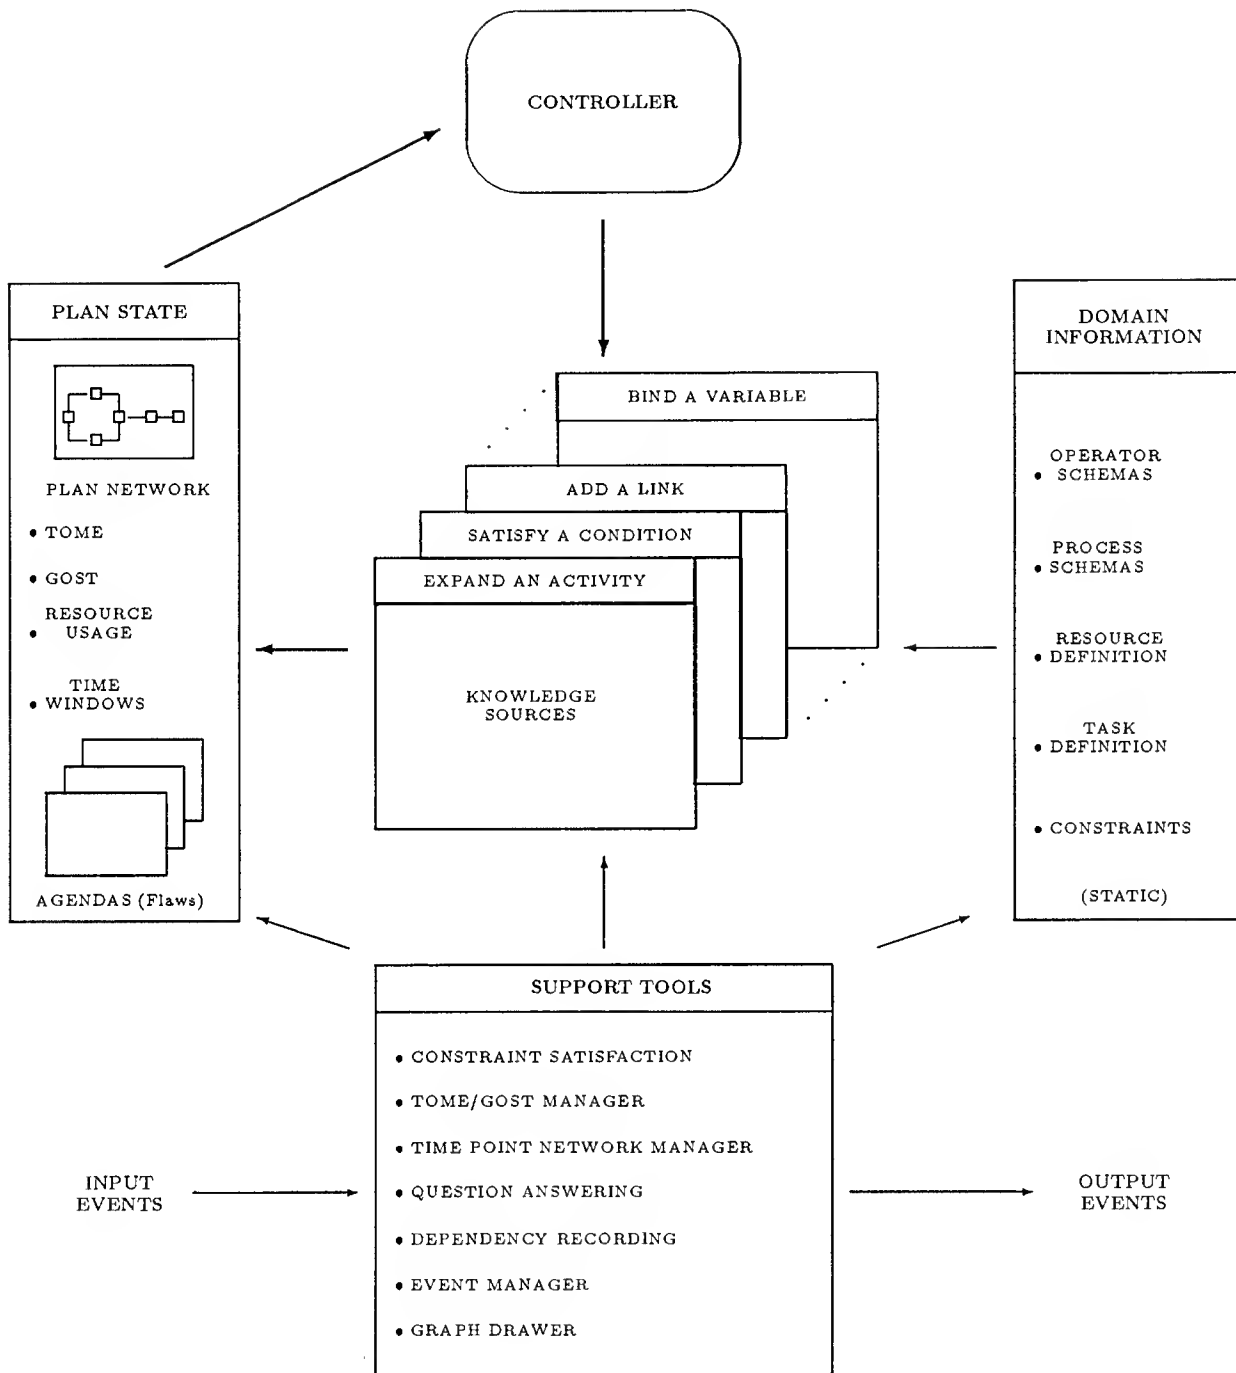 CONTROLLER
PLAN STATE
PLAN NETWORK
• TOME
• GOST
RESOURCE
• USAGE
TIME
• WINDOWS
AGENDAS (Flaws)
BIND A VARIABLE
ADD A LINK
SATISFY A CONDITION
EXPAND AN ACTIVITY
KNOWLEDGE
SOURCES
DOMAIN
INFORMATION
OPERATOR
• SCHEMAS
PROCESS
• SCHEMAS
RESOURCE
• DEFINITION
TASK
• DEFINITION
• CONSTRAINTS
(STATIC)
SUPPORT TOOLS
• CONSTRAINT SATISFACTION
• TOME/GOST MANAGER
• TIME POINT NETWORK MANAGER
• QUESTION ANSWERING
• DEPENDENCY RECORDING
• EVENT MANAGER
• GRAPH DRAWER
INPUT
EVENTS
OUTPUT
EVENTS